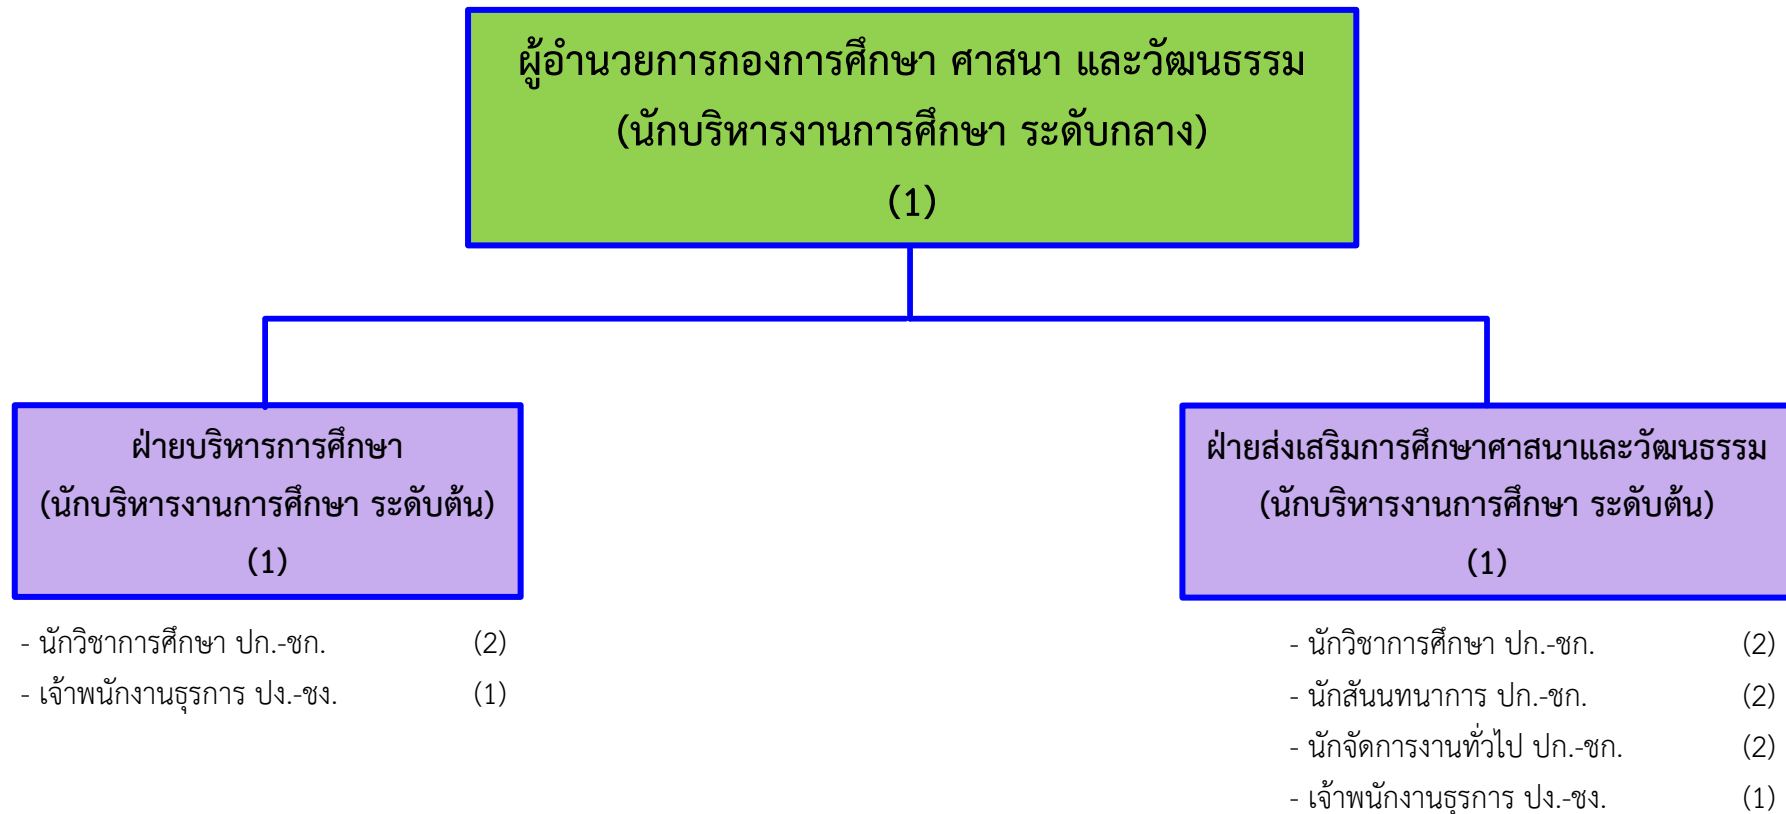 ผู้อำนวยการกองการศึกษา ศาสนา และวัฒนธรรม
(นักบริหารงานการศึกษา ระดับกลาง)
(1)
ฝ่ายบริหารการศึกษา
(นักบริหารงานการศึกษา ระดับต้น)
(1)
- นักวิชาการศึกษา ปก.-ชก. (2)
- เจ้าพนักงานธุรการ ปง.-ชง. (1)
ฝ่ายส่งเสริมการศึกษาศาสนาและวัฒนธรรม
(นักบริหารงานการศึกษา ระดับต้น)
(1)
- นักวิชาการศึกษา ปก.-ชก. (2)
- นักสันนทนาการ ปก.-ชก. (2)
- นักจัดการงานทั่วไป ปก.-ชก. (2)
- เจ้าพนักงานธุรการ ปง.-ชง. (1)